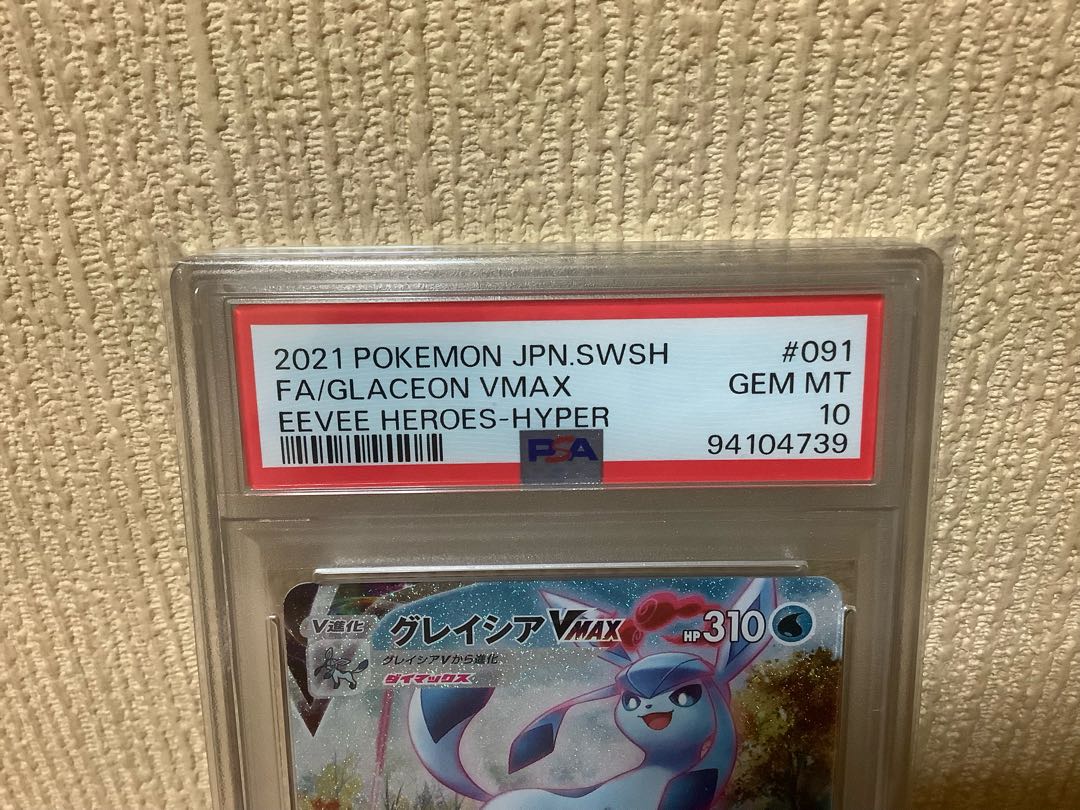 2021 POKEMON JPN.SWSH #091
FA/GLACEON VMAX GEM MT
EEVEE HEROES-HYPER 10
PSA 94104739
V進化 グレイシア VMAX HP 310
グレイシアVから進化
ダイマックス